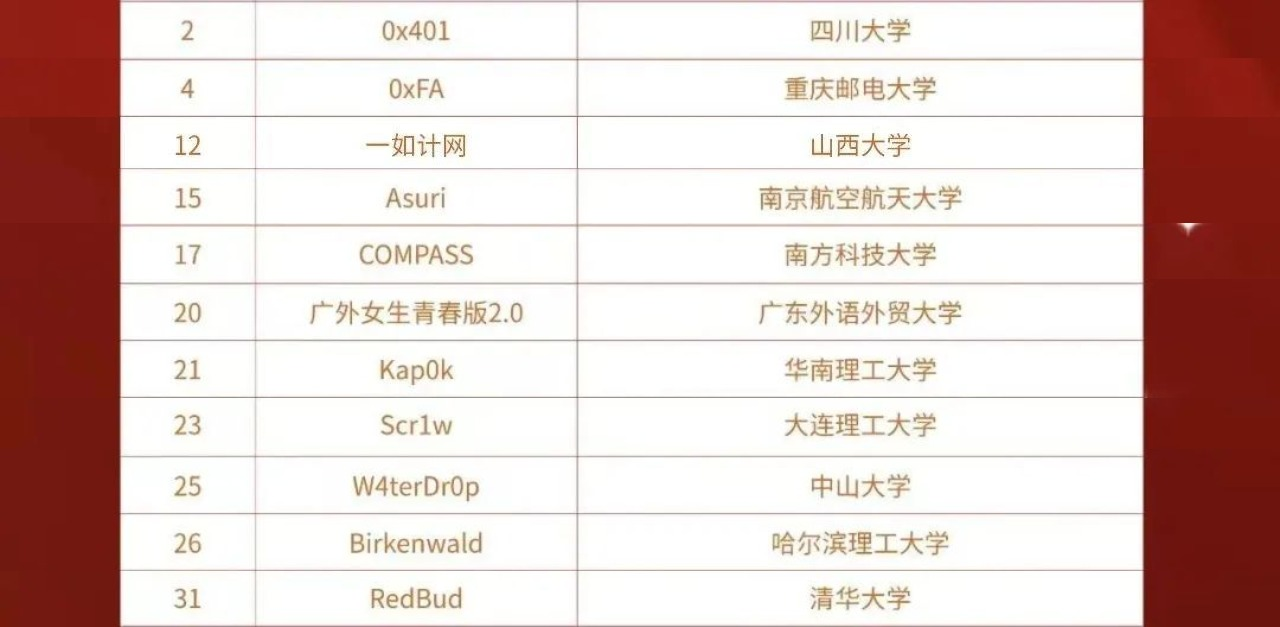 2 0x401 四川大学
4 0xFA 重庆邮电大学
12 一如计网 山西大学
15 Asuri 南京航空航天大学
17 COMPASS 南方科技大学
20 广外女生青春版2.0 广东外语外贸大学
21 Kap0k 华南理工大学
23 Scr1w 大连理工大学
25 W4terDr0p 中山大学
26 Birkenwald 哈尔滨理工大学
31 RedBud 清华大学